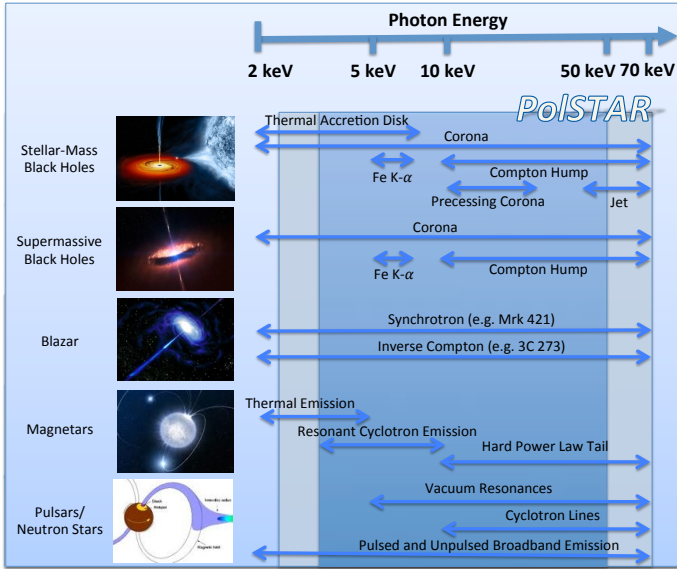 Photon Energy
2 keV
5 keV
10 keV
50 keV
70 keV
PolSTAR
Stellar-Mass
Black Holes
Thermal Accretion Disk
Corona
Fe K-α
Compton Hump
Precessing Corona
Jet
Supermassive
Black Holes
Corona
Fe K-α
Compton Hump
Blazar
Synchrotron (e.g. Mrk 421)
Inverse Compton (e.g. 3C 273)
Magnetars
Thermal Emission
Resonant Cyclotron Emission
Hard Power Law Tail
Pulsars/
Neutron Stars
Vacuum Resonances
Cyclotron Lines
Pulsed and Unpulsed Broadband Emission